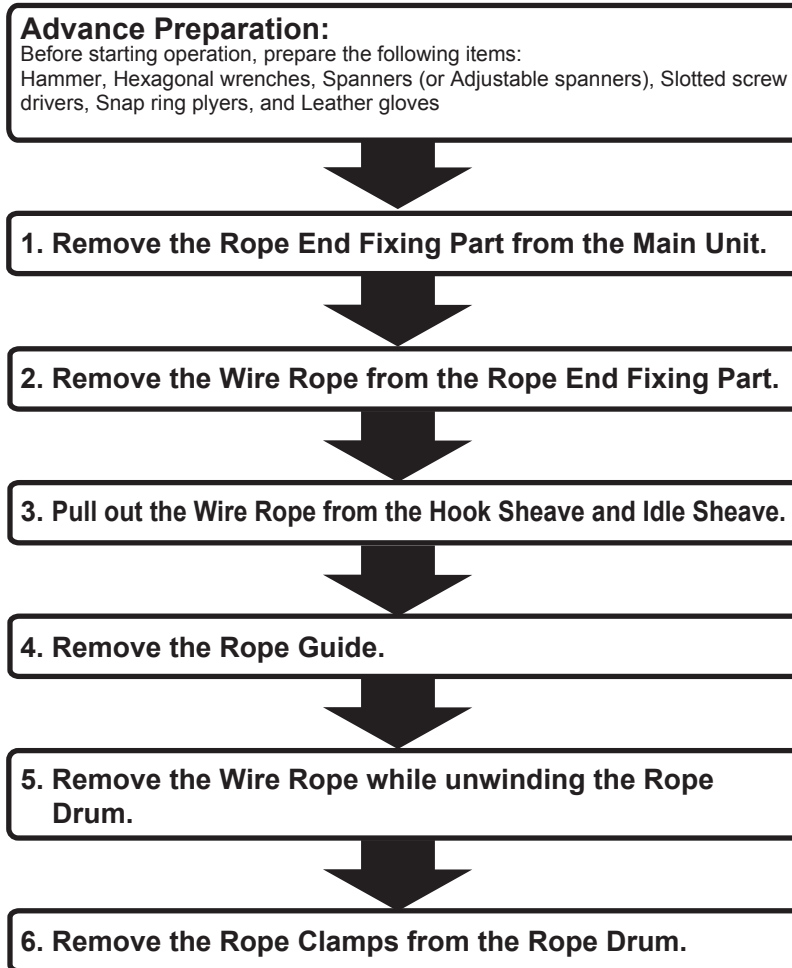 Advance Preparation:
Before starting operation, prepare the following items:
Hammer, Hexagonal wrenches, Spanners (or Adjustable spanners), Slotted screw
drivers, Snap ring plyers, and Leather gloves
1. Remove the Rope End Fixing Part from the Main Unit.
2. Remove the Wire Rope from the Rope End Fixing Part.
3. Pull out the Wire Rope from the Hook Sheave and Idle Sheave.
4. Remove the Rope Guide.
5. Remove the Wire Rope while unwinding the Rope
Drum.
6. Remove the Rope Clamps from the Rope Drum.